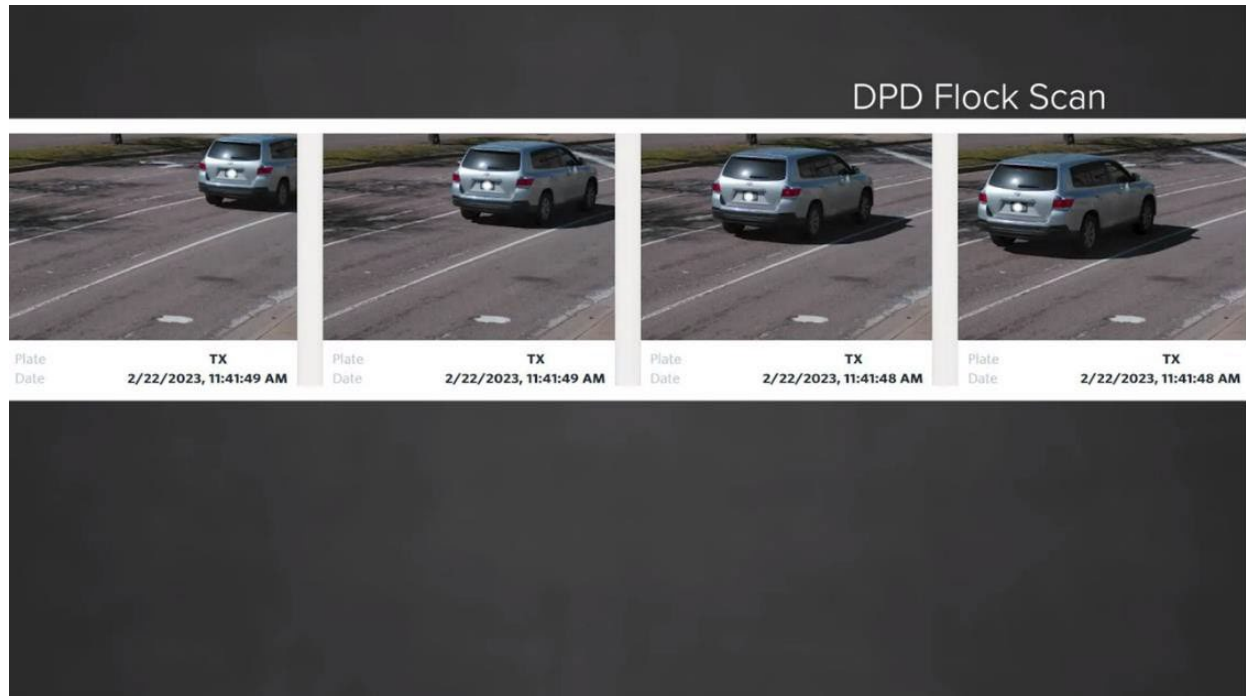 DPD Flock Scan
Plate TX
Date 2/22/2023, 11:41:49 AM
Plate TX
Date 2/22/2023, 11:41:49 AM
Plate TX
Date 2/22/2023, 11:41:48 AM
Plate TX
Date 2/22/2023, 11:41:48 AM